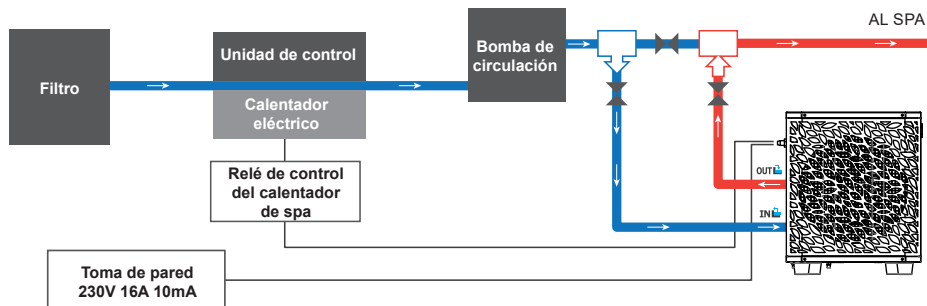 AL SPA
Unidad de control
Bomba de
circulación
Filtro
Calentador
eléctrico
Relé de control
del calentador
de spa
OUT
IN
Toma de pared
230V 16A 10mA